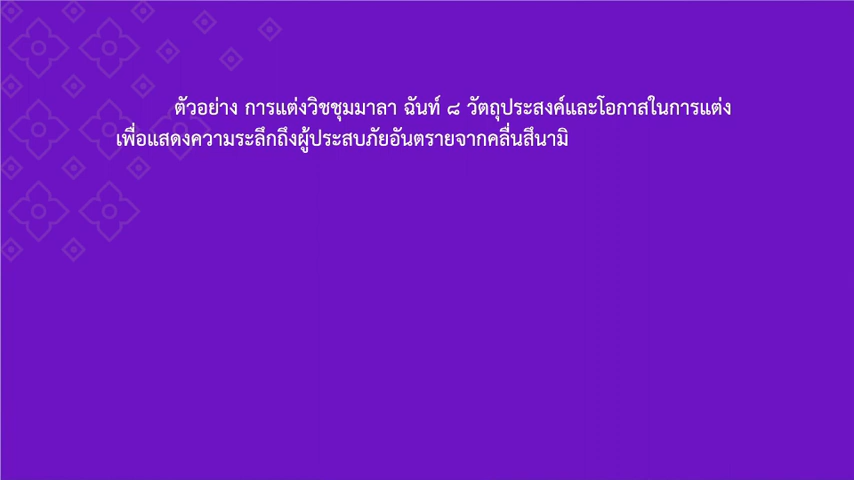 ตัวอย่าง การแต่งวิชชุมมาลา ฉันท์ ๘ วัตถุประสงค์และโอกาสในการแต่ง
เพื่อแสดงความระลึกถึงผู้ประสบภัยอันตรายจากคลื่นสึนามิ